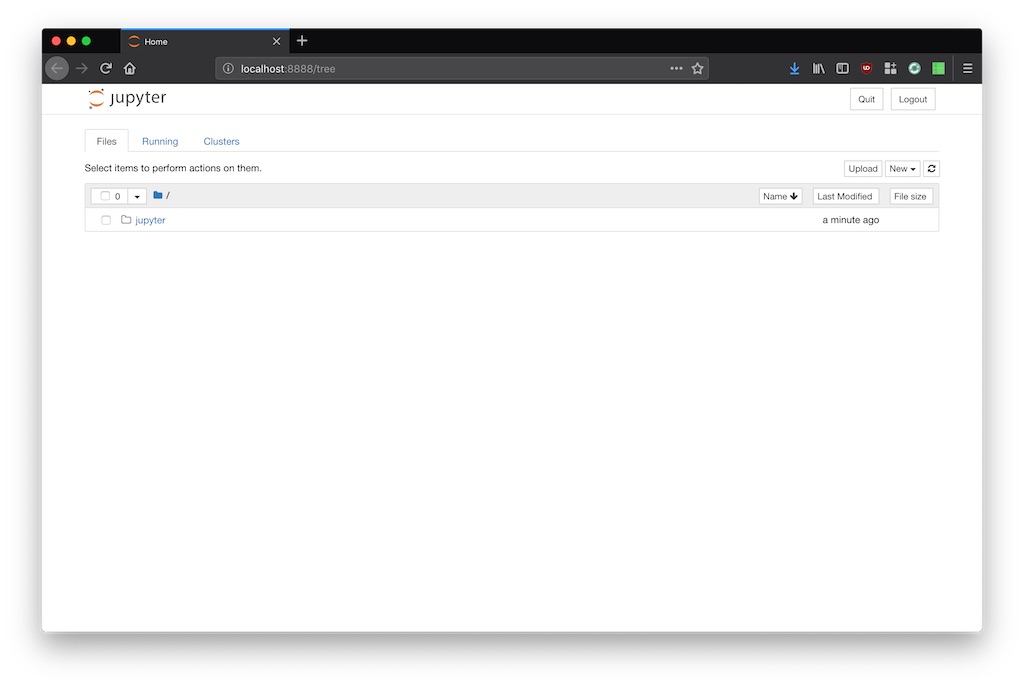 Home
localhost:8888/tree
jupyter
Quit
Logout
Files
Running
Clusters
Select items to perform actions on them.
Upload
New
0
/
Name
Last Modified
File size
jupyter
a minute ago